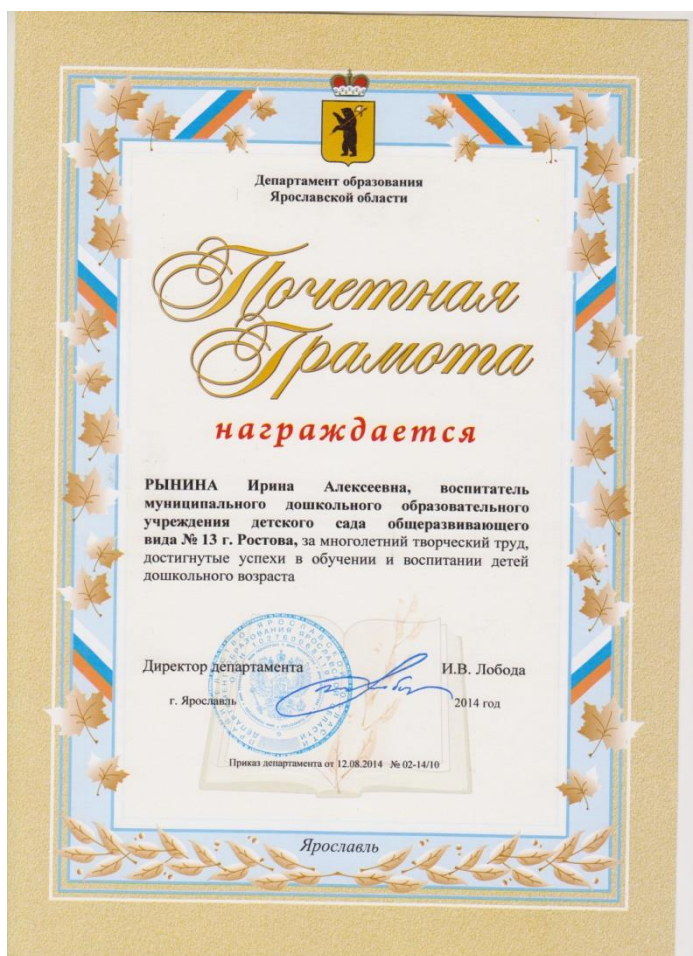 Департамент образования
Ярославской области
Почетная
Грамота
награждается
РЫНИНА Ирина Алексеевна, воспитатель
муниципального дошкольного образовательного
учреждения детского сада общеразвивающего
вида № 13 г. Ростова, за многолетний творческий труд,
достигнутые успехи в обучении и воспитании детей
дошкольного возраста
Директор департамента И.В. Лобода
г. Ярославль 2014 год
Приказ департамента от 12.08.2014 № 02-14/10
Ярославль